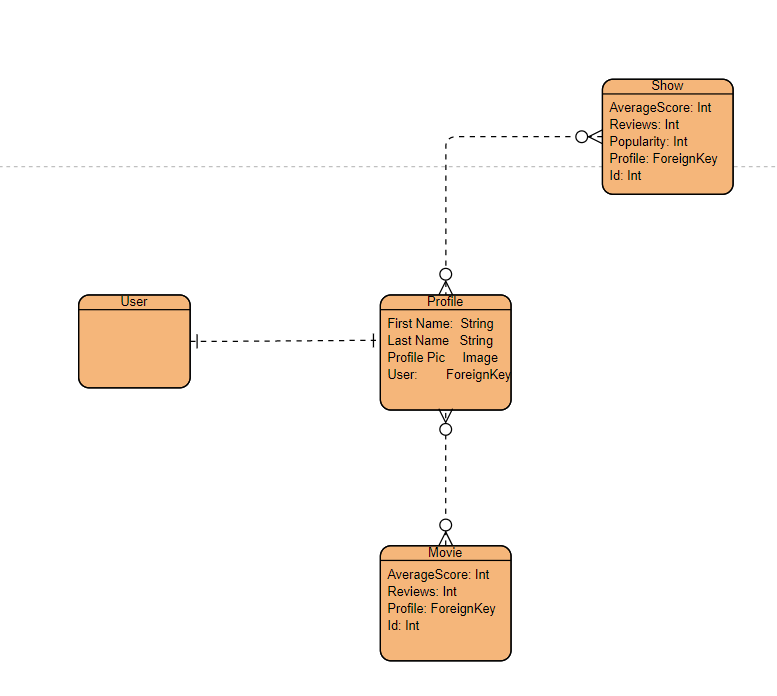 Show
AverageScore: Int
Reviews: Int
Popularity: Int
Profile: ForeignKey
Id: Int
User
Profile
First Name: String
Last Name String
Profile Pic Image
User: ForeignKey
Movie
AverageScore: Int
Reviews: Int
Profile: ForeignKey
Id: Int